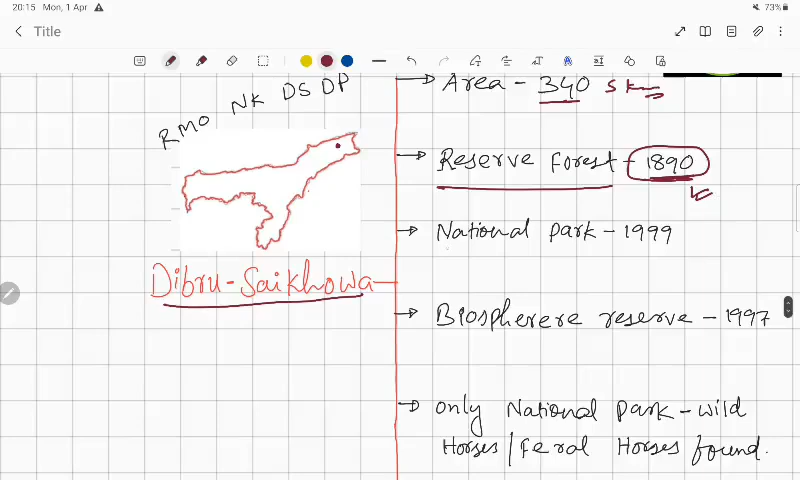 20:15 Mon, 1 Apr
73%
Title
RMO NK DS DP
Dibru-Saikhowa
Area - 340 SKm
Reserve Forest - 1890
National park - 1999
Biospherere reserve - 1997
only National park - wild
Horses / Feral Horses found.